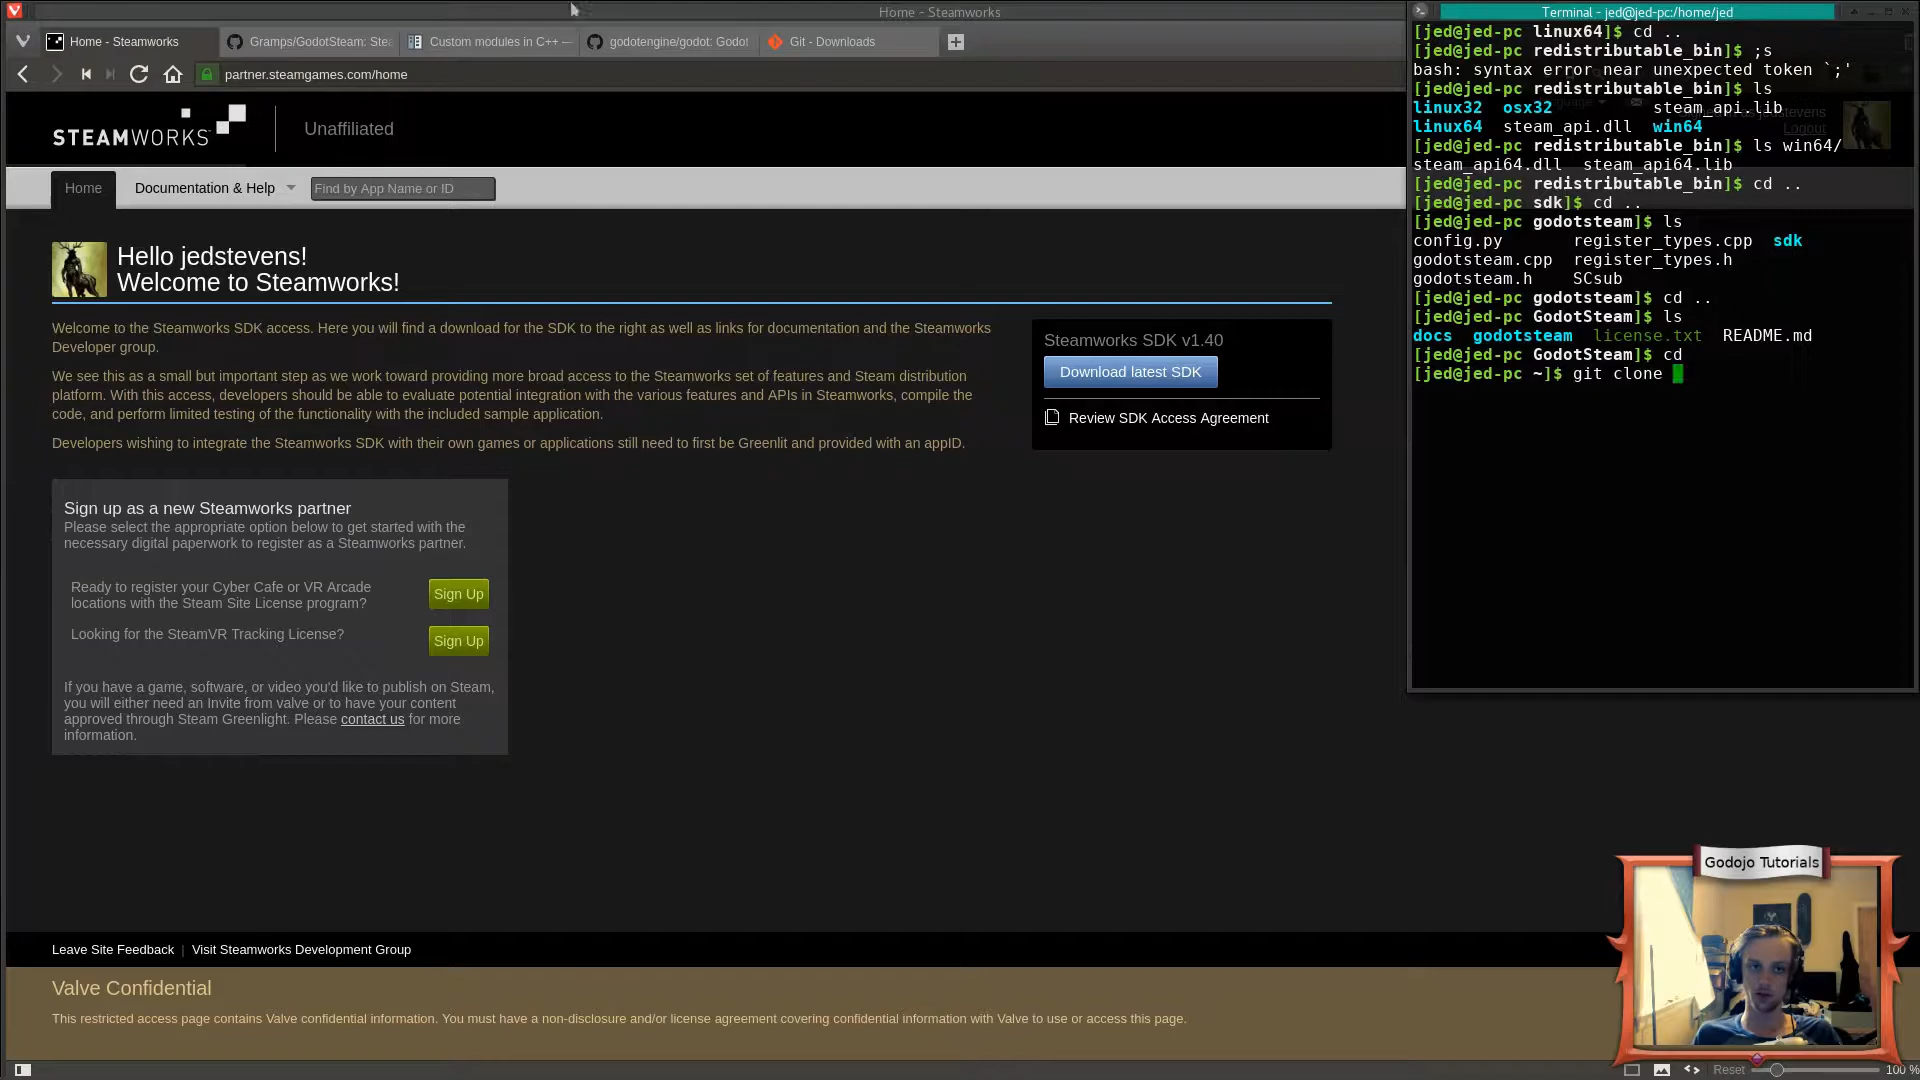 Home - Steamworks
Home - Steamworks
Gramps/GodotSteam: Stea
Custom modules in C++ —
godotengine/godot: Godot
Git - Downloads
partner.steamgames.com/home
STEAMWORKS
Unaffiliated
Home
Documentation & Help
Find by App Name or ID
Hello jedstevens!
Welcome to Steamworks!
Welcome to the Steamworks SDK access. Here you will find a download for the SDK to the right as well as links for documentation and the Steamworks
Developer group.
We see this as a small but important step as we work toward providing more broad access to the Steamworks set of features and Steam distribution
platform. With this access, developers should be able to evaluate potential integration with the various features and APIs in Steamworks, compile the
code, and perform limited testing of the functionality with the included sample application.
Developers wishing to integrate the Steamworks SDK with their own games or applications still need to first be Greenlit and provided with an appID.
Steamworks SDK v1.40
Download latest SDK
Review SDK Access Agreement
Sign up as a new Steamworks partner
Please select the appropriate option below to get started with the
necessary digital paperwork to register as a Steamworks partner.
Ready to register your Cyber Cafe or VR Arcade
locations with the Steam Site License program?
Sign Up
Looking for the SteamVR Tracking License?
Sign Up
If you have a game, software, or video you'd like to publish on Steam,
you will either need an Invite from valve or to have your content
approved through Steam Greenlight. Please contact us for more
information.
Leave Site Feedback | Visit Steamworks Development Group
Valve Confidential
This restricted access page contains Valve confidential information. You must have a non-disclosure and/or license agreement covering confidential information with Valve to use or access this page.
Terminal - jed@jed-pc:/home/jed
[jed@jed-pc linux64]$ cd ..
[jed@jed-pc redistributable_bin]$ ;s
bash: syntax error near unexpected token `;'
[jed@jed-pc redistributable_bin]$ ls
linux32 osx32 steam_api.lib
linux64 steam_api.dll win64
[jed@jed-pc redistributable_bin]$ ls win64/
steam_api64.dll steam_api64.lib
[jed@jed-pc redistributable_bin]$ cd ..
[jed@jed-pc sdk]$ cd ..
[jed@jed-pc godotsteam]$ ls
config.py register_types.cpp sdk
godotsteam.cpp register_types.h
godotsteam.h SCsub
[jed@jed-pc godotsteam]$ cd ..
[jed@jed-pc GodotSteam]$ ls
docs godotsteam license.txt README.md
[jed@jed-pc GodotSteam]$ cd
[jed@jed-pc ~]$ git clone
Logout
Godojo Tutorials
Reset
100 %